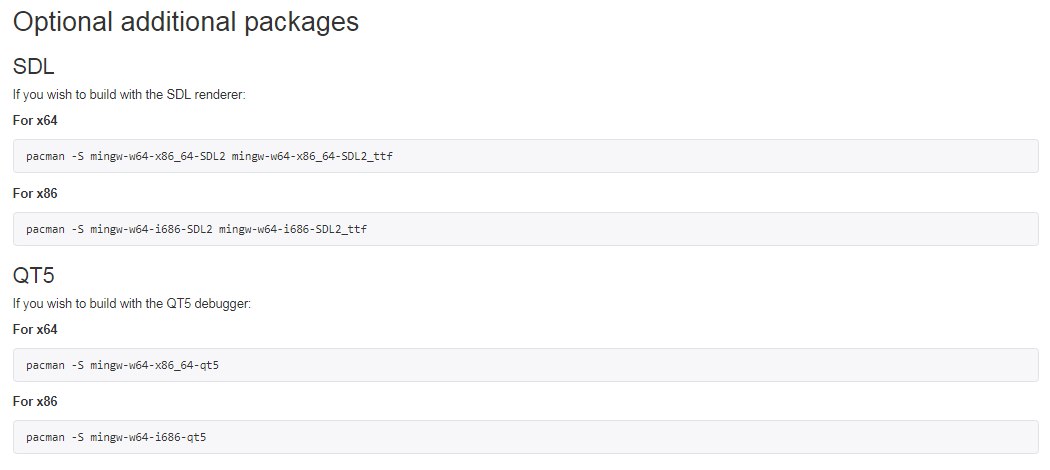 Optional additional packages
SDL
If you wish to build with the SDL renderer:
For x64
pacman -S mingw-w64-x86_64-SDL2 mingw-w64-x86_64-SDL2_ttf
For x86
pacman -S mingw-w64-i686-SDL2 mingw-w64-i686-SDL2_ttf
QT5
If you wish to build with the QT5 debugger:
For x64
pacman -S mingw-w64-x86_64-qt5
For x86
pacman -S mingw-w64-i686-qt5